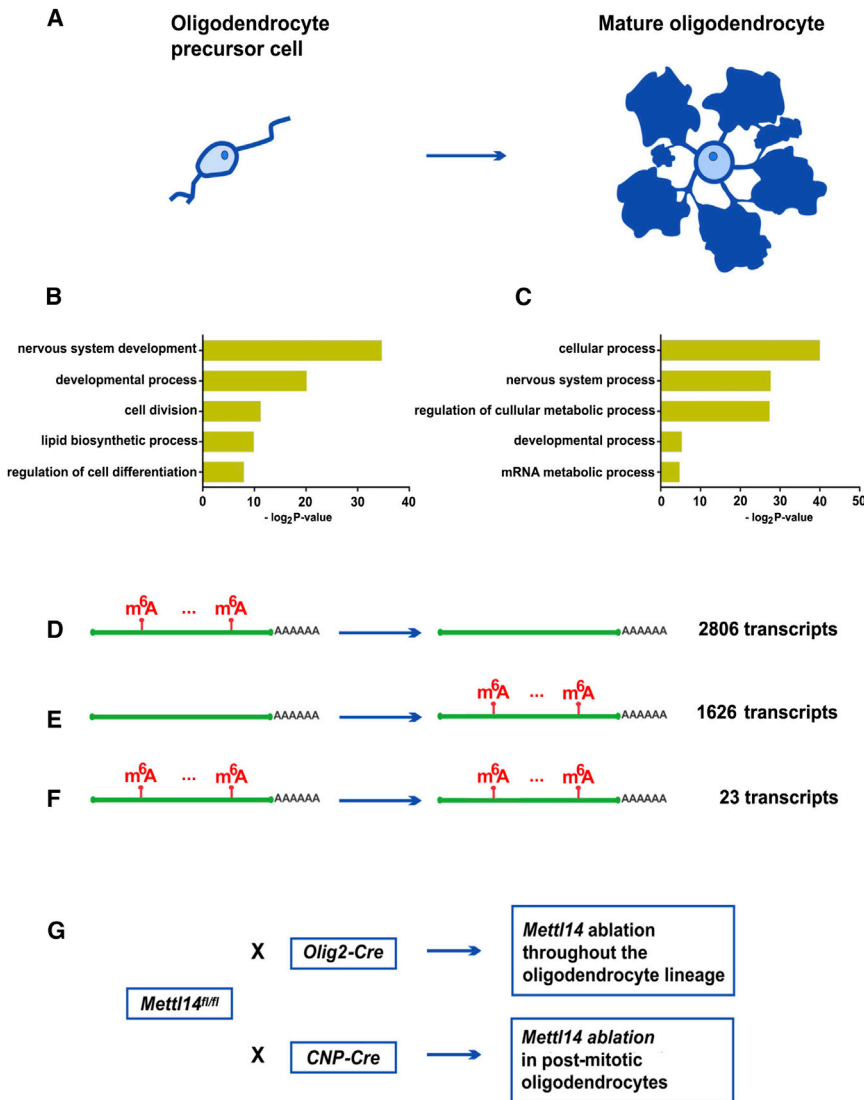 A
Oligodendrocyte
precursor cell
Mature oligodendrocyte
B
nervous system development
developmental process
cell division
lipid biosynthetic process
regulation of cell differentiation
0 10 20 30 40
- log2P-value
C
cellular process
nervous system process
regulation of cullular metabolic process
developmental process
mRNA metabolic process
0 10 20 30 40 50
- log2P-value
D
m6A ... m6A
AAAAAA
AAAAAA
2806 transcripts
E
AAAAAA
m6A ... m6A
AAAAAA
1626 transcripts
F
m6A ... m6A
AAAAAA
m6A ... m6A
AAAAAA
23 transcripts
G
Mettl14fl/fl
X
Olig2-Cre
Mettl14 ablation
throughout the
oligodendrocyte lineage
X
CNP-Cre
Mettl14 ablation
in post-mitotic
oligodendrocytes